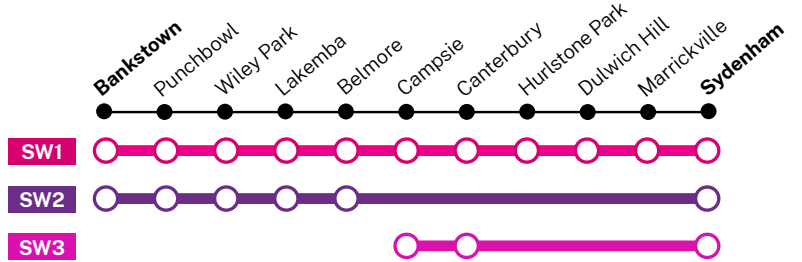 Bankstown
Punchbowl
Wiley Park
Lakemba
Belmore
Campsie
Canterbury
Hurlstone Park
Dulwich Hill
Marrickville
Sydenham
SW1
SW2
SW3